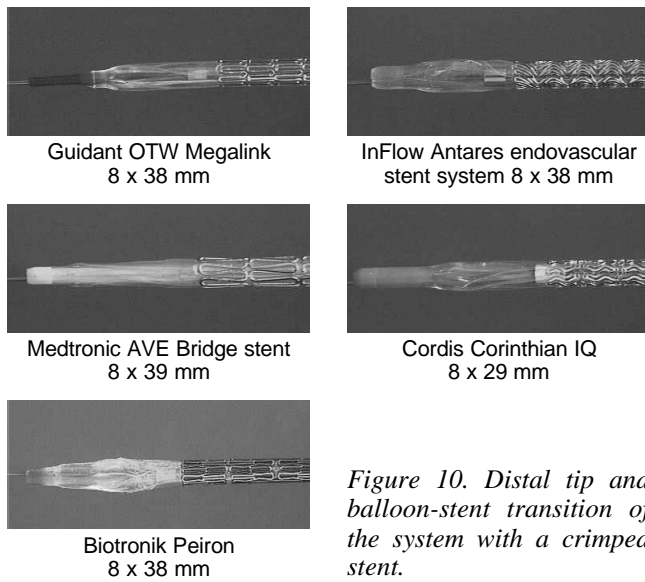 Guidant OTW Megalink
8 x 38 mm
InFlow Antares endovascular
stent system 8 x 38 mm
Medtronic AVE Bridge stent
8 x 39 mm
Cordis Corinthian IQ
8 x 29 mm
Biotronik Peiron
8 x 38 mm
Figure 10. Distal tip and
balloon-stent transition of
the system with a crimped
stent.